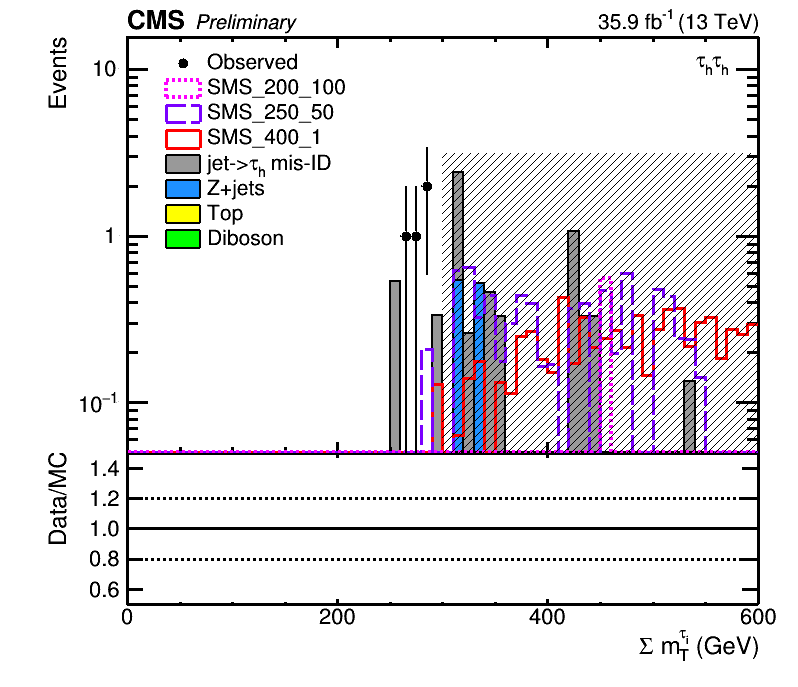 CMS Preliminary 35.9 fb⁻¹ (13 TeV)
Events
τhτh
Observed
SMS_200_100
SMS_250_50
SMS_400_1
jet->τh mis-ID
Z+jets
Top
Diboson
10
1
10⁻¹
Data/MC
1.4
1.2
1.0
0.8
0.6
0 200 400 600
Σ mTτi (GeV)